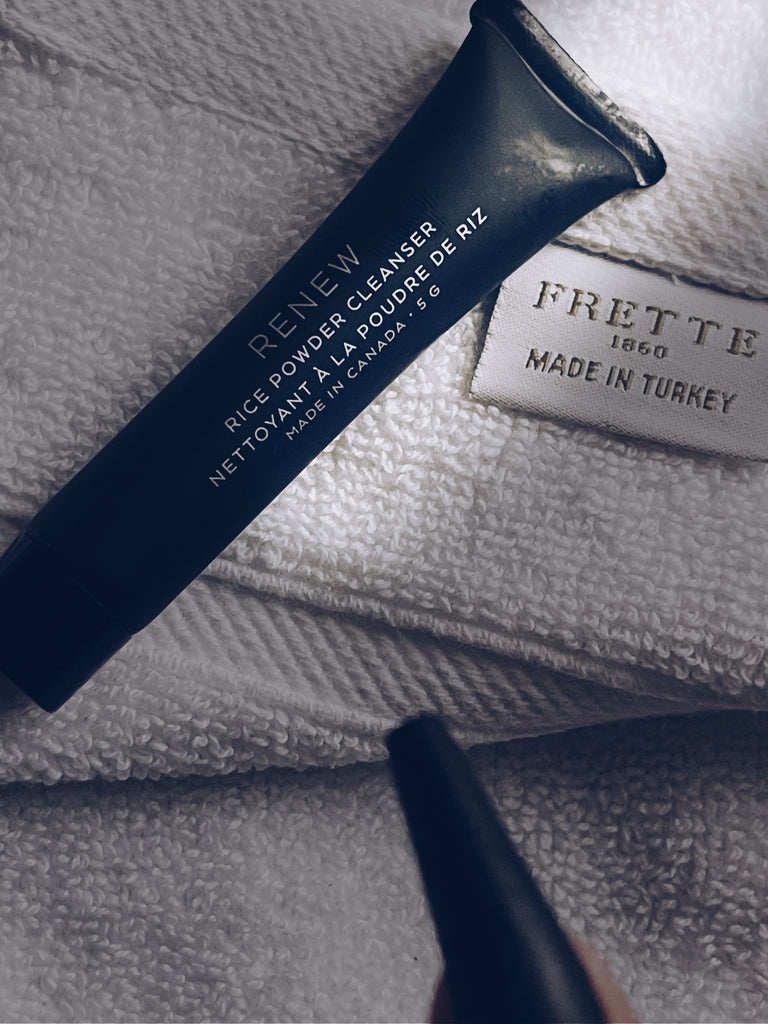 RENEW
RICE POWDER CLEANSER
NETTOYANT À LA POUDRE DE RIZ
MADE IN CANADA • 5 G
FRETTE
1860
MADE IN TURKEY